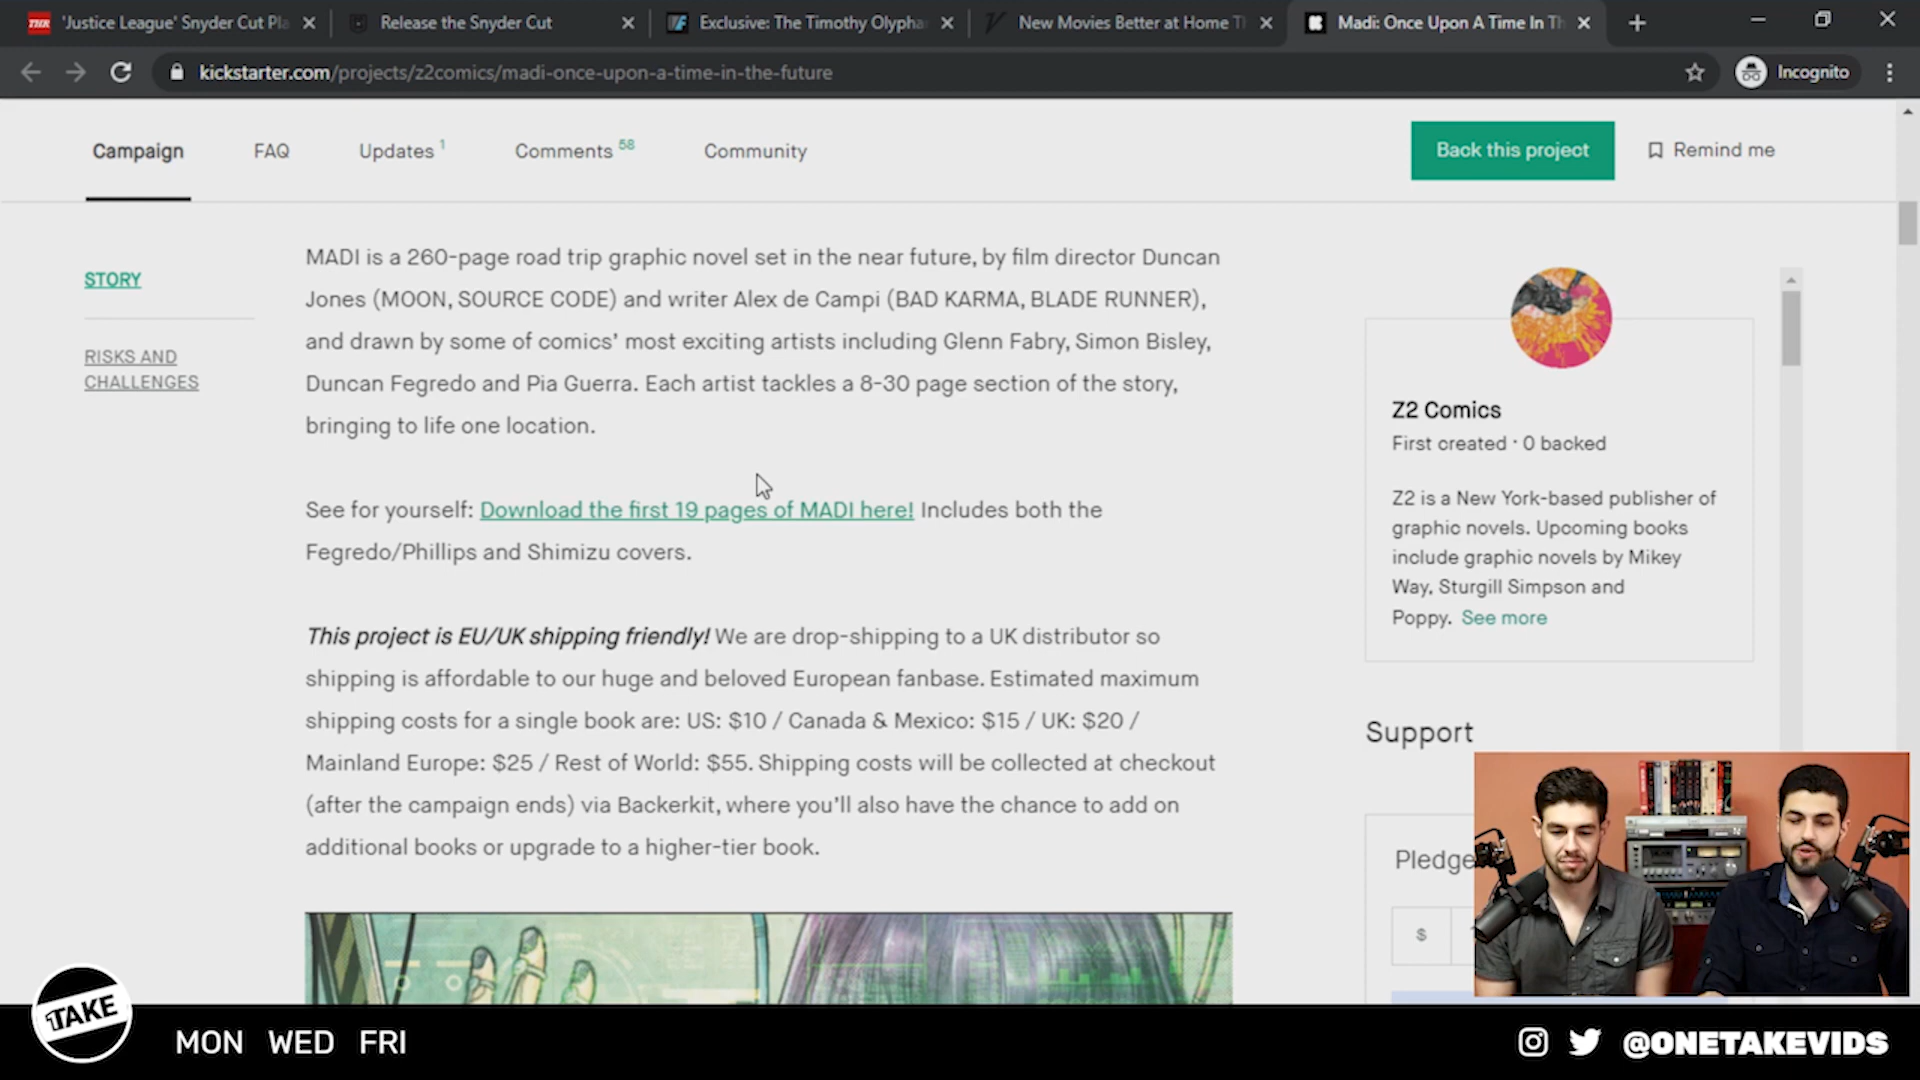 THR 'Justice League' Snyder Cut Pla
Release the Snyder Cut
Exclusive: The Timothy Olypha
New Movies Better at Home T
Madi: Once Upon A Time In Th
kickstarter.com/projects/z2comics/madi-once-upon-a-time-in-the-future
Incognito
Campaign
FAQ
Updates 1
Comments 58
Community
Back this project
Remind me
STORY
RISKS AND
CHALLENGES
MADI is a 260-page road trip graphic novel set in the near future, by film director Duncan
Jones (MOON, SOURCE CODE) and writer Alex de Campi (BAD KARMA, BLADE RUNNER),
and drawn by some of comics' most exciting artists including Glenn Fabry, Simon Bisley,
Duncan Fegredo and Pia Guerra. Each artist tackles a 8-30 page section of the story,
bringing to life one location.
See for yourself: Download the first 19 pages of MADI here! Includes both the
Fegredo/Phillips and Shimizu covers.
This project is EU/UK shipping friendly! We are drop-shipping to a UK distributor so
shipping is affordable to our huge and beloved European fanbase. Estimated maximum
shipping costs for a single book are: US: $10 / Canada & Mexico: $15 / UK: $20 /
Mainland Europe: $25 / Rest of World: $55. Shipping costs will be collected at checkout
(after the campaign ends) via Backerkit, where you'll also have the chance to add on
additional books or upgrade to a higher-tier book.
Z2 Comics
First created · 0 backed
Z2 is a New York-based publisher of
graphic novels. Upcoming books
include graphic novels by Mikey
Way, Sturgill Simpson and
Poppy. See more
Support
Pledge
$
1TAKE
MON WED FRI
@ONETAKEVIDS